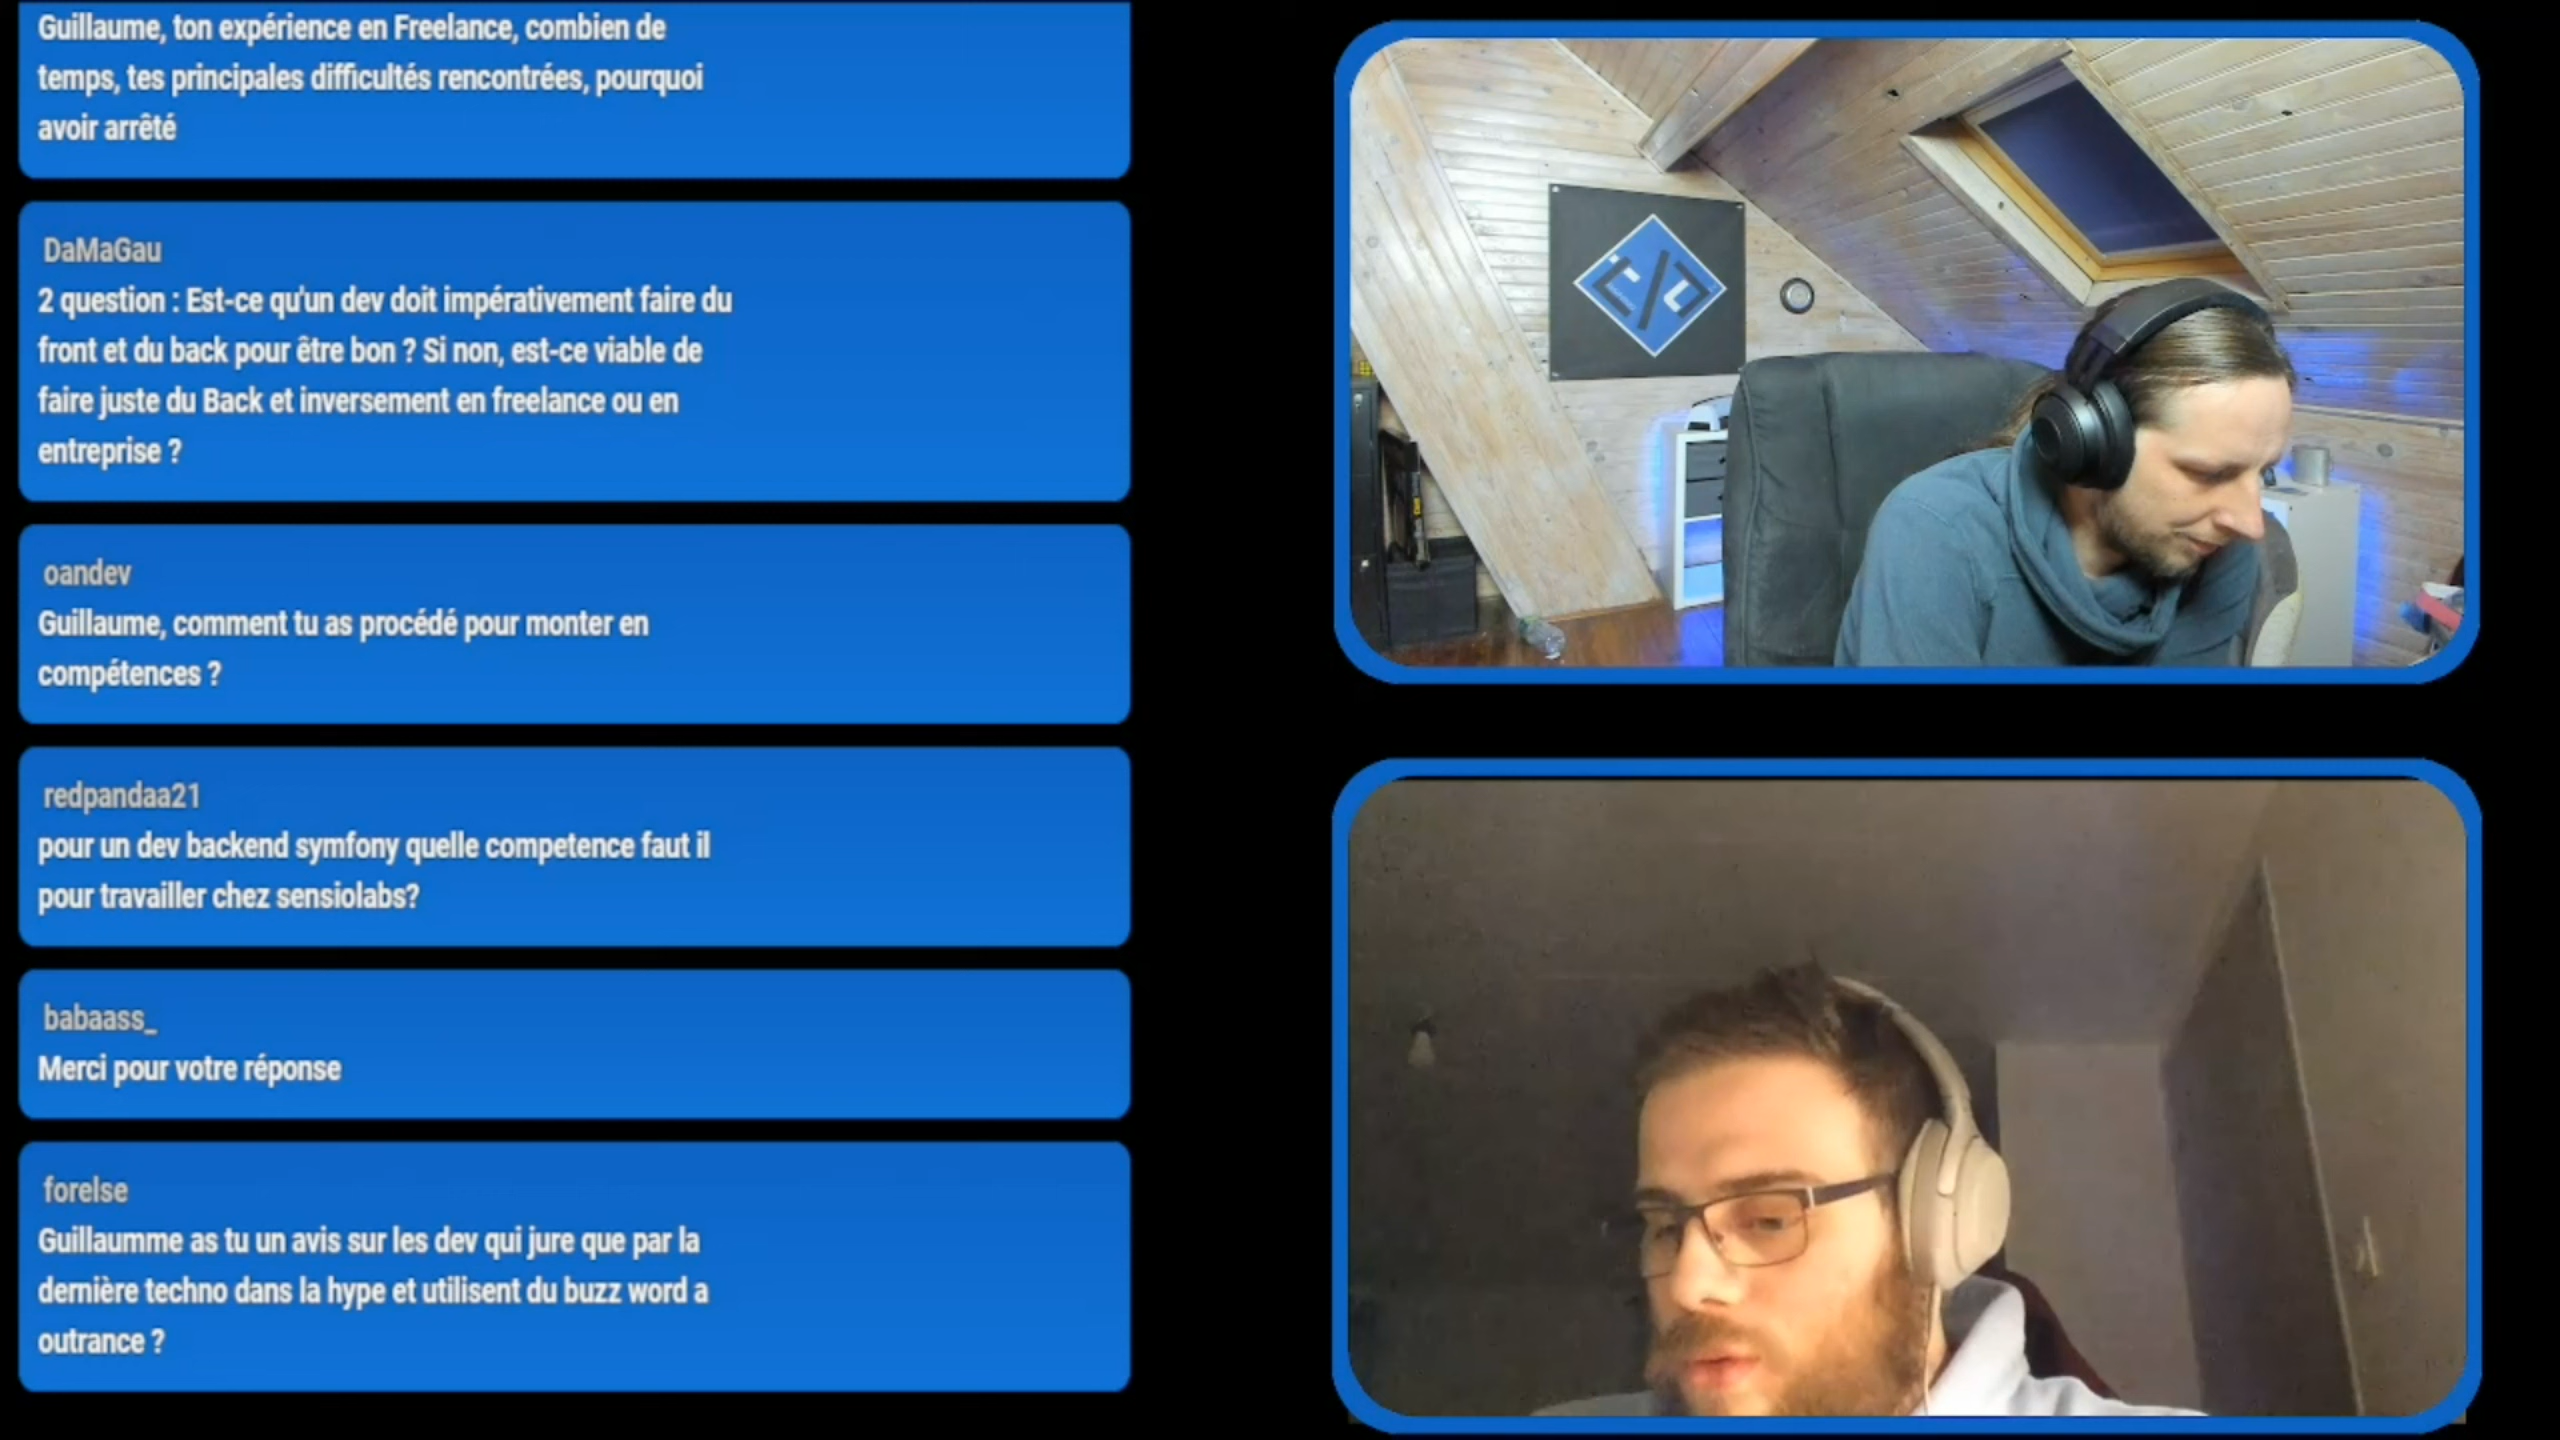 Guillaume, ton expérience en Freelance, combien de
temps, tes principales difficultés rencontrées, pourquoi
avoir arrêté
DaMaGau
2 question : Est-ce qu'un dev doit impérativement faire du
front et du back pour être bon ? Si non, est-ce viable de
faire juste du Back et inversement en freelance ou en
entreprise ?
oandev
Guillaume, comment tu as procédé pour monter en
compétences ?
redpandaa21
pour un dev backend symfony quelle competence faut il
pour travailler chez sensiolabs?
babaass_
Merci pour votre réponse
forelse
Guillaumme as tu un avis sur les dev qui jure que par la
dernière techno dans la hype et utilisent du buzz word a
outrance ?